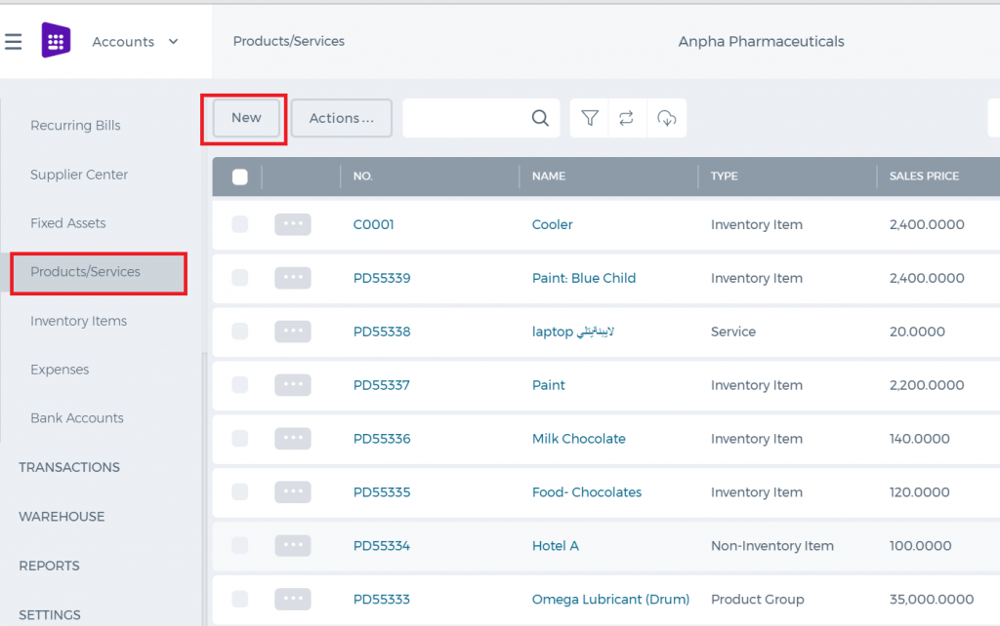 Accounts
Products/Services
Anpha Pharmaceuticals
Recurring Bills
Supplier Center
Fixed Assets
Products/Services
Inventory Items
Expenses
Bank Accounts
TRANSACTIONS
WAREHOUSE
REPORTS
SETTINGS
New
Actions...
NO. NAME TYPE SALES PRICE
C0001 Cooler Inventory Item 2,400.0000
PD55339 Paint: Blue Child Inventory Item 2,400.0000
PD55338 laptop Service 20.0000
PD55337 Paint Inventory Item 2,200.0000
PD55336 Milk Chocolate Inventory Item 140.0000
PD55335 Food- Chocolates Inventory Item 120.0000
PD55334 Hotel A Non-Inventory Item 100.0000
PD55333 Omega Lubricant (Drum) Product Group 35,000.0000